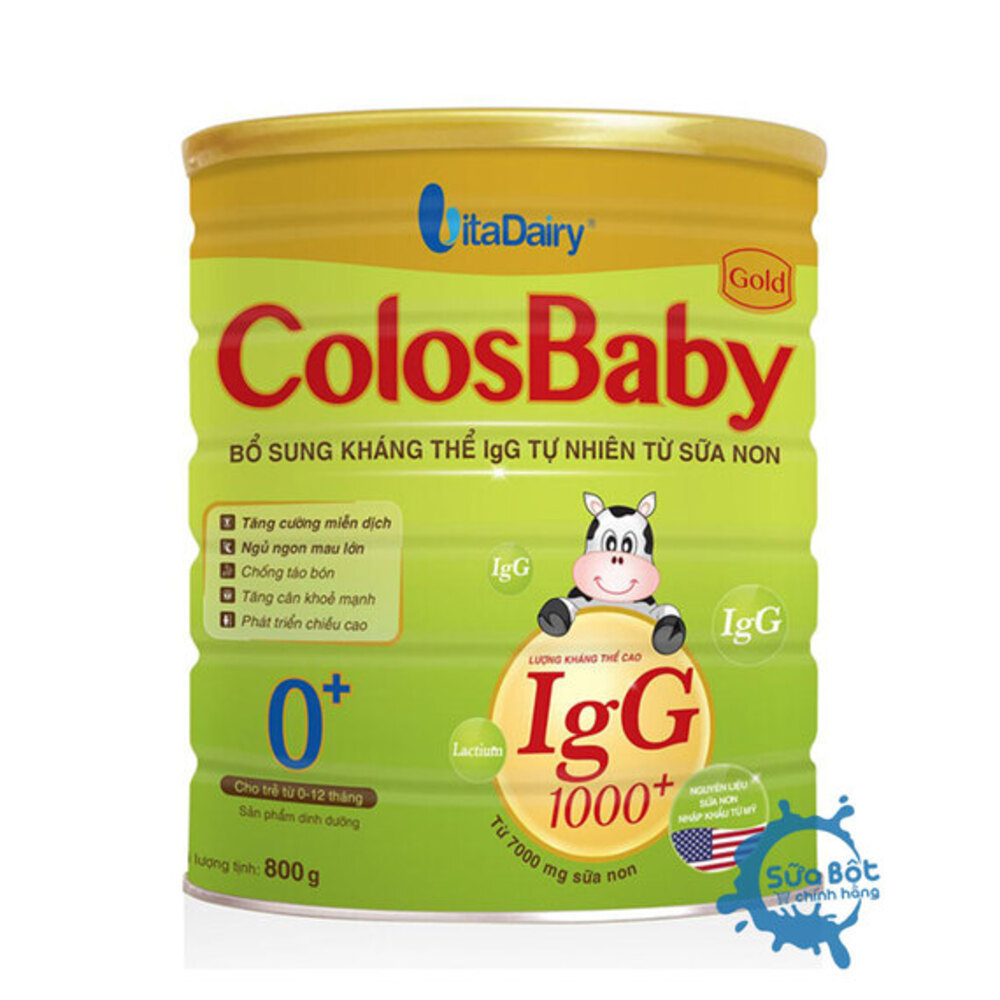 VitaDairy®
Gold
ColosBaby
BỔ SUNG KHÁNG THỂ IgG TỰ NHIÊN TỪ SỮA NON
Tăng cường miễn dịch
Ngủ ngon mau lớn
Chống táo bón
Tăng cân khoẻ mạnh
Phát triển chiều cao
IgG
IgG
LƯỢNG KHÁNG THỂ CAO
IgG
1000+
Lactium
Từ 7000 mg sữa non
NGUYÊN LIỆU
SỮA NON
NHẬP KHẨU TỪ MỸ
0+
Cho trẻ từ 0-12 tháng
Sản phẩm dinh dưỡng
lượng tịnh: 800 g
Sữa Bột
chính hãng